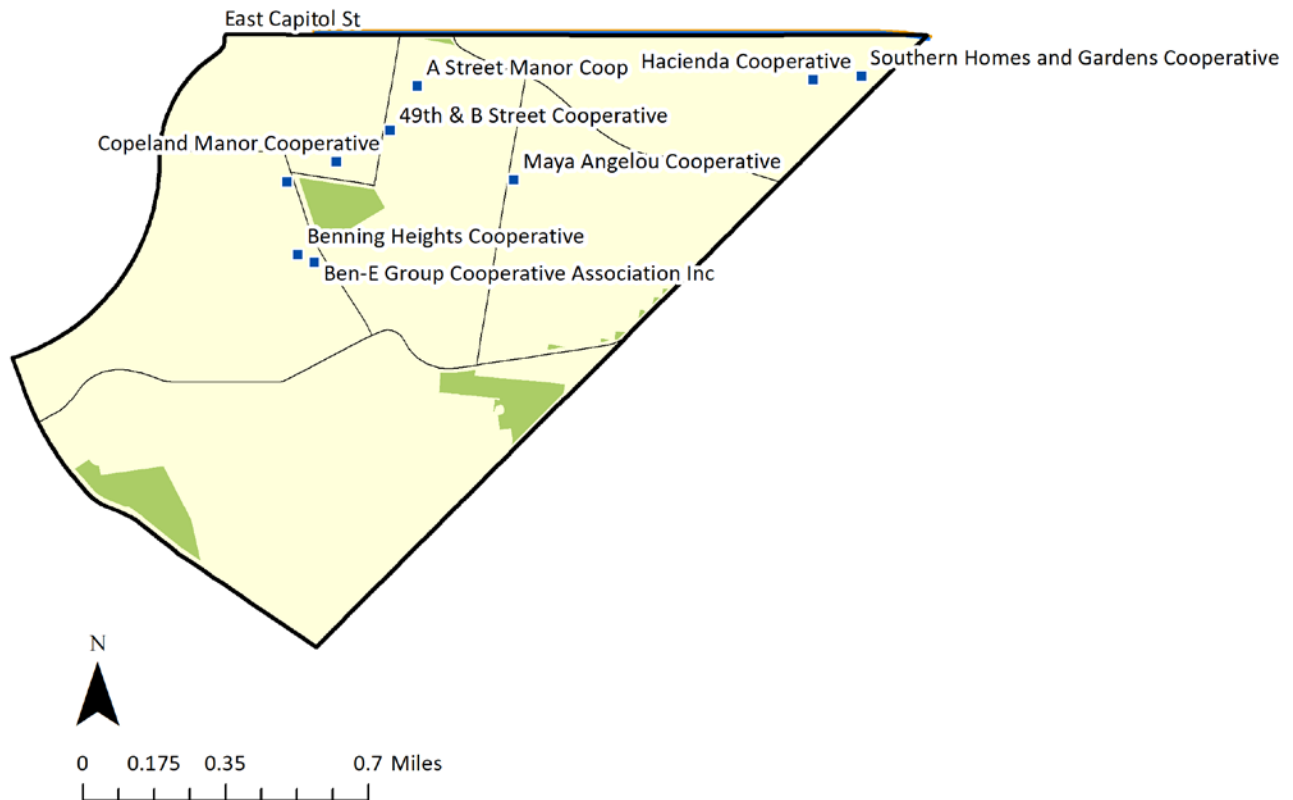 East Capitol St
A Street Manor Coop
Hacienda Cooperative
Southern Homes and Gardens Cooperative
49th & B Street Cooperative
Copeland Manor Cooperative
Maya Angelou Cooperative
Benning Heights Cooperative
Ben-E Group Cooperative Association Inc
N
0 0.175 0.35 0.7 Miles